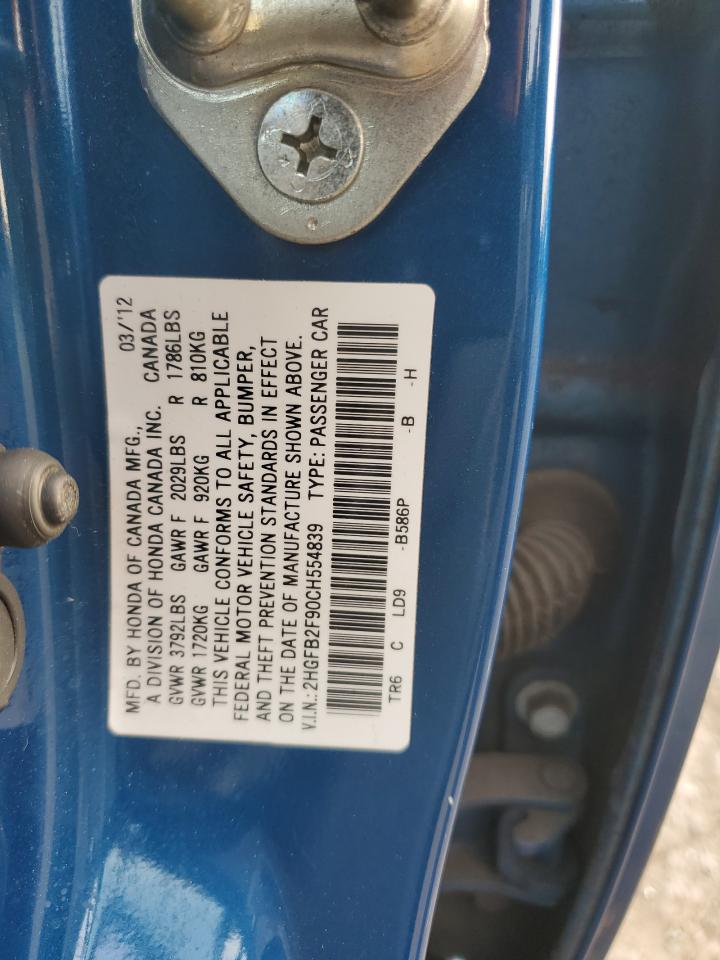 MFD. BY HONDA OF CANADA MFG., 03/'12
A DIVISION OF HONDA CANADA INC. CANADA
GVWR 3792LBS GAWR F 2029LBS R 1786LBS
GVWR 1720KG GAWR F 920KG R 810KG
THIS VEHICLE CONFORMS TO ALL APPLICABLE
FEDERAL MOTOR VEHICLE SAFETY, BUMPER,
AND THEFT PREVENTION STANDARDS IN EFFECT
ON THE DATE OF MANUFACTURE SHOWN ABOVE.
V.I.N.: 2HGFB2F90CH554839 TYPE: PASSENGER CAR
TR6 C LD9 -B586P -B -H